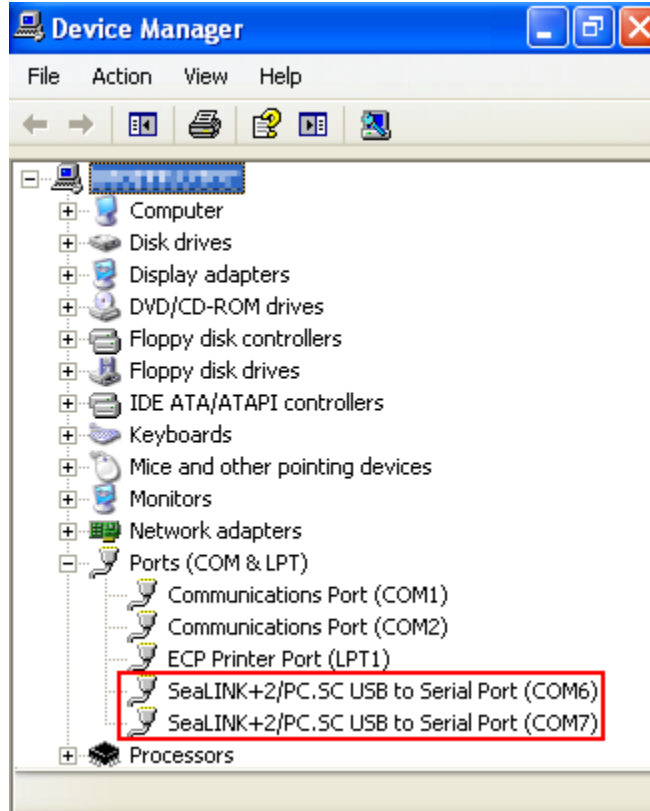 Device Manager
File Action View Help
Computer
Disk drives
Display adapters
DVD/CD-ROM drives
Floppy disk controllers
Floppy disk drives
IDE ATA/ATAPI controllers
Keyboards
Mice and other pointing devices
Monitors
Network adapters
Ports (COM & LPT)
Communications Port (COM1)
Communications Port (COM2)
ECP Printer Port (LPT1)
SeaLINK+2/PC.SC USB to Serial Port (COM6)
SeaLINK+2/PC.SC USB to Serial Port (COM7)
Processors